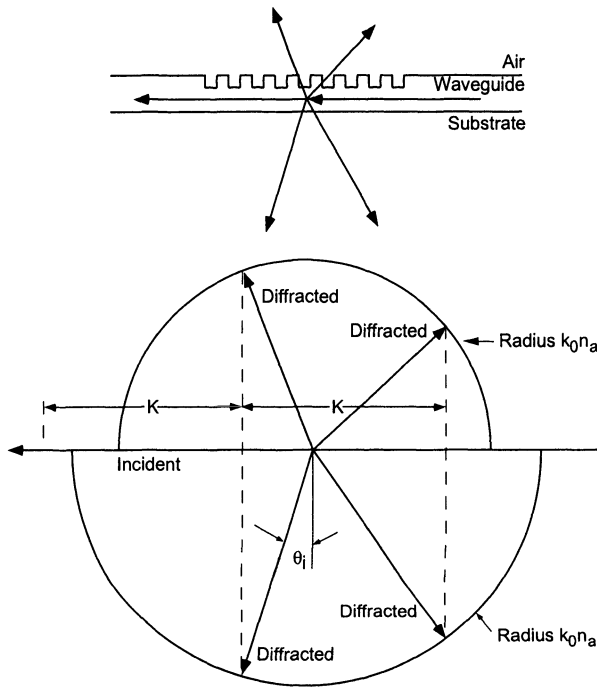 Air
Waveguide
Substrate
Diffracted
Diffracted
Radius k₀nₐ
K
K
Incident
θᵢ
Diffracted
Diffracted
Radius k₀nₐ